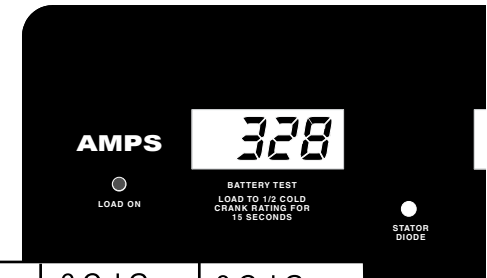 328
AMPS
BATTERY TEST
LOAD TO 1/2 COLD
CRANK RATING FOR
15 SECONDS
LOAD ON
STATOR
DIODE